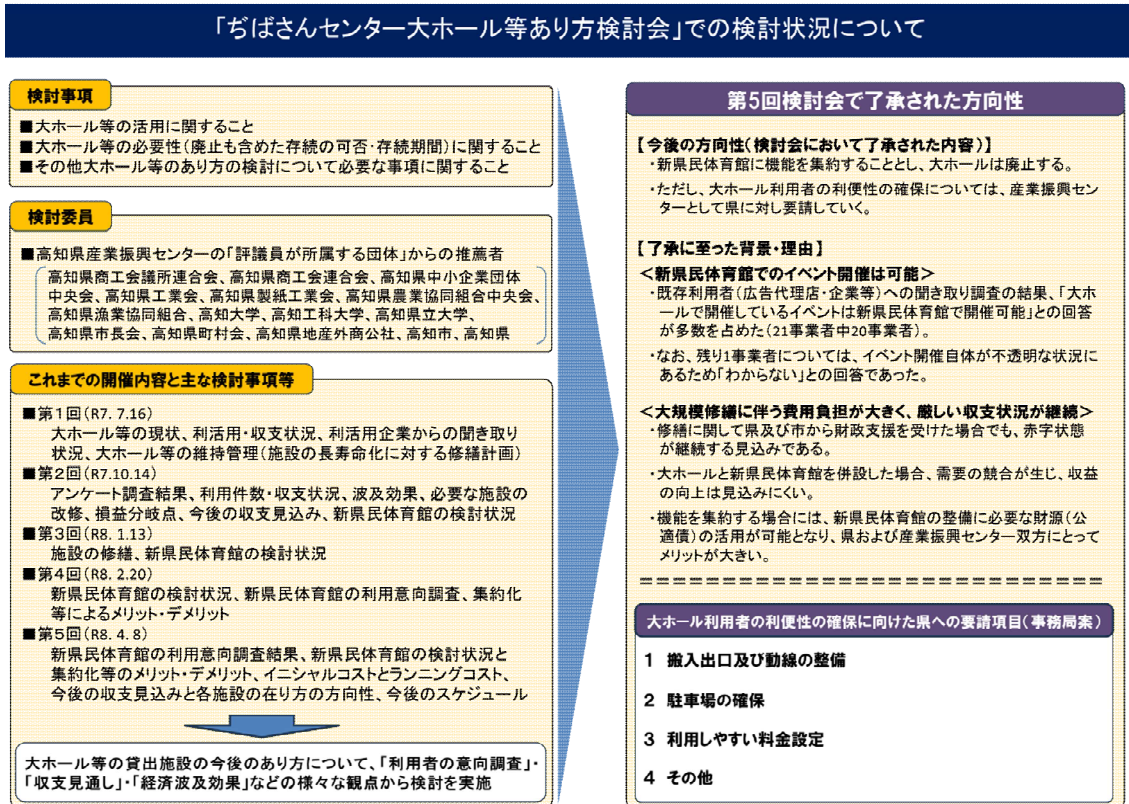 「ぢばさんセンター大ホール等あり方検討会」での検討状況について
検討事項
■大ホール等の活用に関すること
■大ホール等の必要性(廃止も含めた存続の可否・存続期間)に関すること
■その他大ホール等のあり方の検討について必要な事項に関すること
検討委員
■高知県産業振興センターの「評議員が所属する団体」からの推薦者
高知県商工会議所連合会、高知県商工会連合会、高知県中小企業団体
中央会、高知県工業会、高知県製紙工業会、高知県農業協同組合中央会、
高知県漁業協同組合、高知大学、高知工科大学、高知県立大学、
高知県市長会、高知県町村会、高知県地産外商公社、高知市、高知県
これまでの開催内容と主な検討事項等
■第1回(R7. 7.16)
大ホール等の現状、利活用・収支状況、利活用企業からの聞き取り
状況、大ホール等の維持管理(施設の長寿命化に対する修繕計画)
■第2回(R7.10.14)
アンケート調査結果、利用件数・収支状況、波及効果、必要な施設の
改修、損益分岐点、今後の収支見込み、新県民体育館の検討状況
■第3回(R8. 1.13)
施設の修繕、新県民体育館の検討状況
■第4回(R8. 2.20)
新県民体育館の検討状況、新県民体育館の利用意向調査、集約化
等によるメリット・デメリット
■第5回(R8. 4. 8)
新県民体育館の利用意向調査結果、新県民体育館の検討状況と
集約化等のメリット・デメリット、イニシャルコストとランニングコスト、
今後の収支見込みと各施設の在り方の方向性、今後のスケジュール
大ホール等の貸出施設の今後のあり方について、「利用者の意向調査」・
「収支見通し」・「経済波及効果」などの様々な観点から検討を実施
第5回検討会で了承された方向性
【今後の方向性(検討会において了承された内容)】
・新県民体育館に機能を集約することとし、大ホールは廃止する。
・ただし、大ホール利用者の利便性の確保については、産業振興セン
ターとして県に対し要請していく。
【了承に至った背景・理由】
<新県民体育館でのイベント開催は可能>
・既存利用者(広告代理店・企業等)への聞き取り調査の結果、「大ホ
ールで開催しているイベントは新県民体育館で開催可能」との回答
が多数を占めた(21事業者中20事業者)。
・なお、残り1事業者については、イベント開催自体が不透明な状況に
あるため「わからない」との回答であった。
<大規模修繕に伴う費用負担が大きく、厳しい収支状況が継続>
・修繕に関して県及び市から財政支援を受けた場合でも、赤字状態
が継続する見込みである。
・大ホールと新県民体育館を併設した場合、需要の競合が生じ、収益
の向上は見込みにくい。
・機能を集約する場合には、新県民体育館の整備に必要な財源(公
適債)の活用が可能となり、県および産業振興センター双方にとって
メリットが大きい。
＝＝＝＝＝＝＝＝＝＝＝＝＝＝＝＝＝＝＝＝＝＝＝＝＝＝＝＝
大ホール利用者の利便性の確保に向けた県への要請項目(事務局案)
1 搬入出口及び動線の整備
2 駐車場の確保
3 利用しやすい料金設定
4 その他